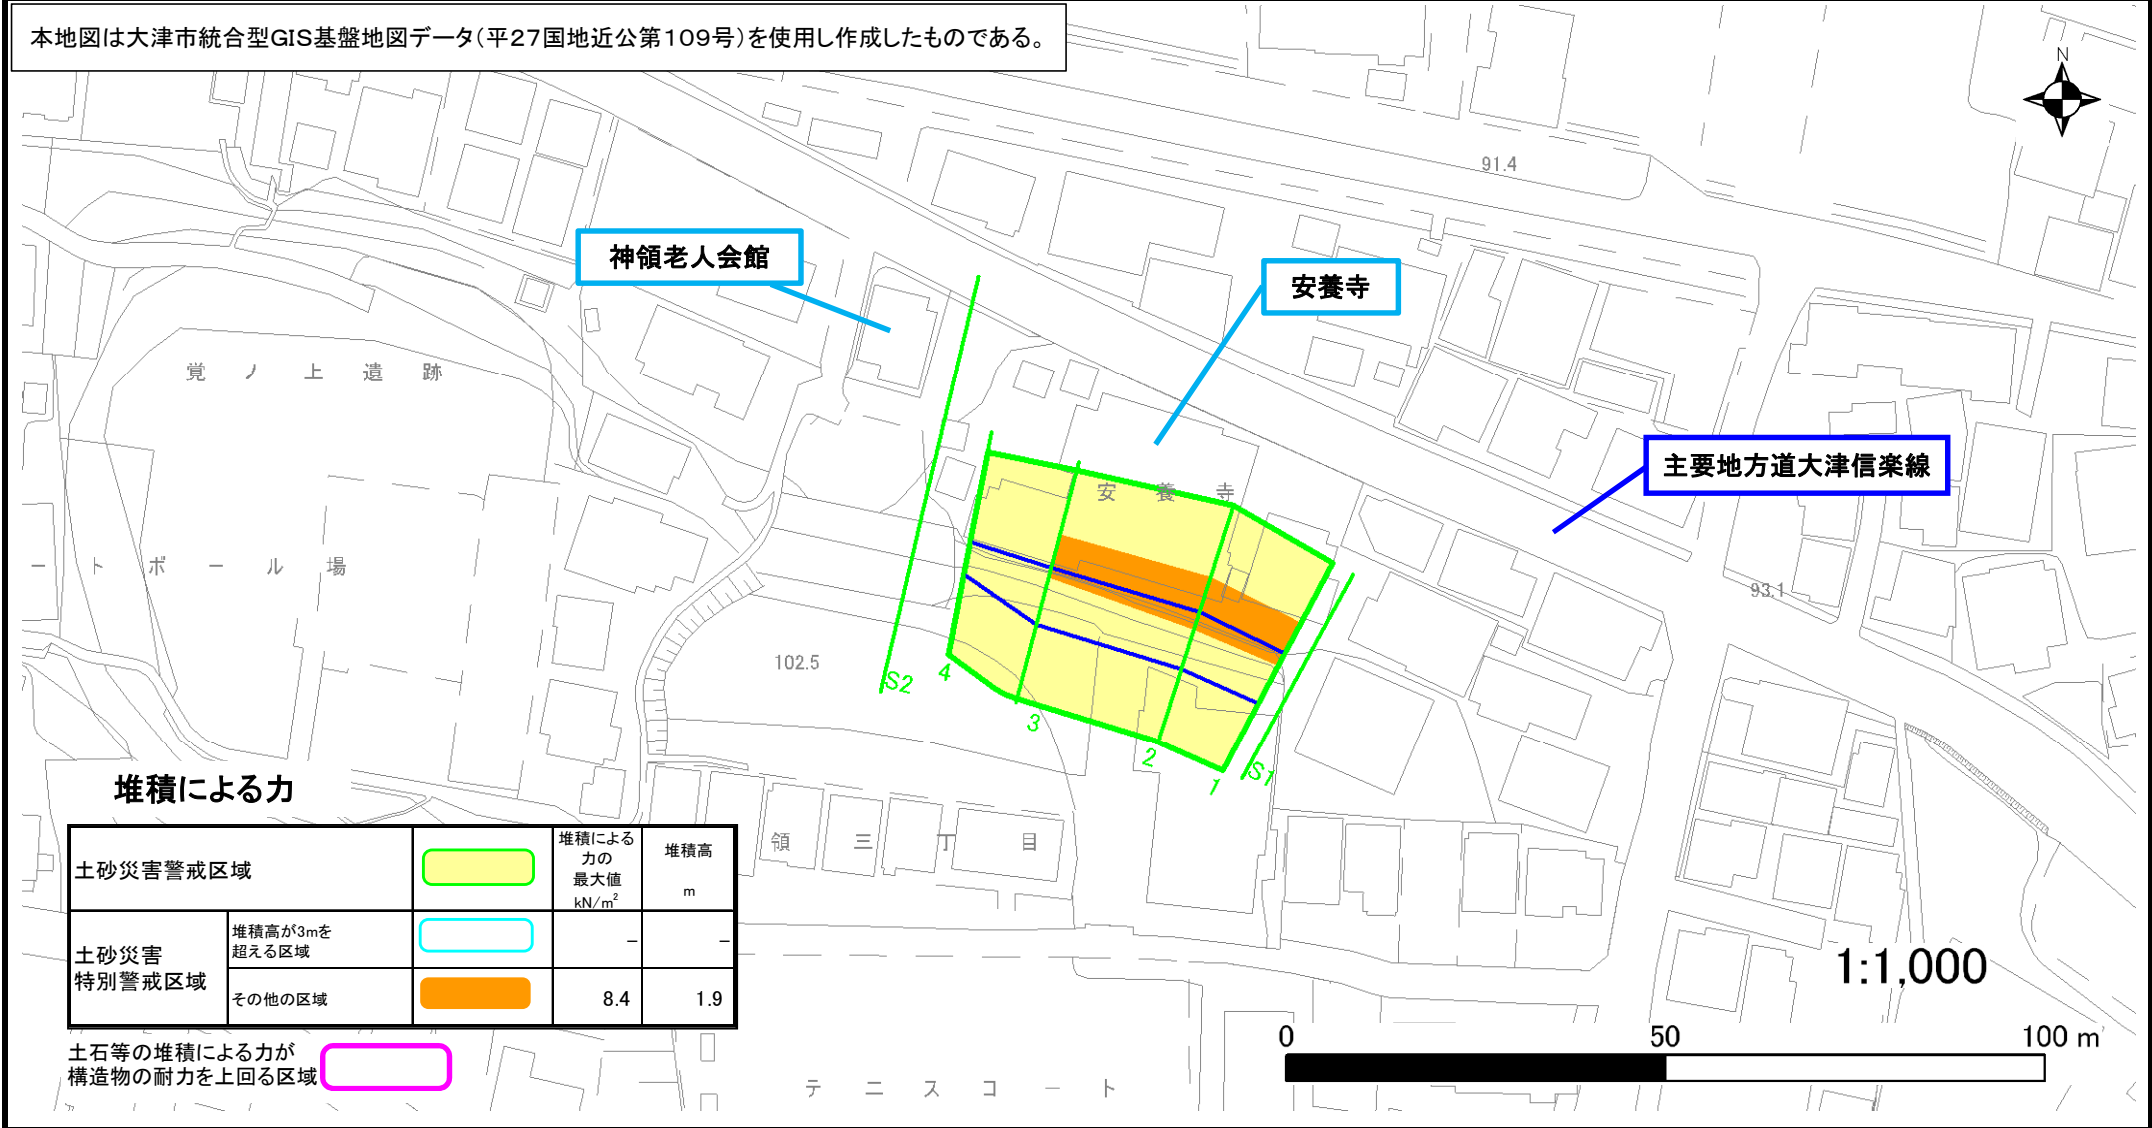 本地図は大津市統合型GIS基盤地図データ(平27国地近公第109号)を使用し作成したものである。
N
91.4
神領老人会館
安養寺
覚ノ上遺跡
主要地方道大津信楽線
安養寺
ートボール場
93.1
102.5
S2
4
3
2
1
S1
堆積による力
領三丁目
土砂災害警戒区域
堆積による
力の
最大値
kN/m²
堆積高
m
土砂災害
特別警戒区域
堆積高が3mを
超える区域
−
−
その他の区域
8.4
1.9
1:1,000
0 50 100 m
土石等の堆積による力が
構造物の耐力を上回る区域
テニスコート